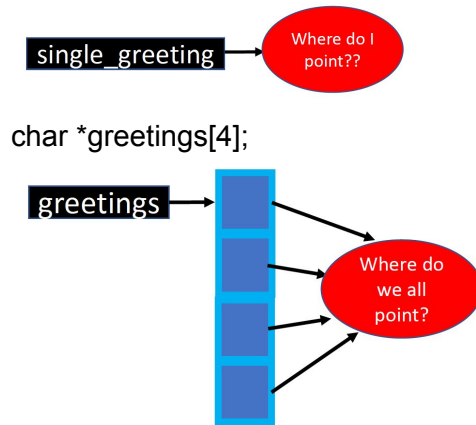 single_greeting
Where do I
point??
char *greetings[4];
greetings
Where do
we all
point?